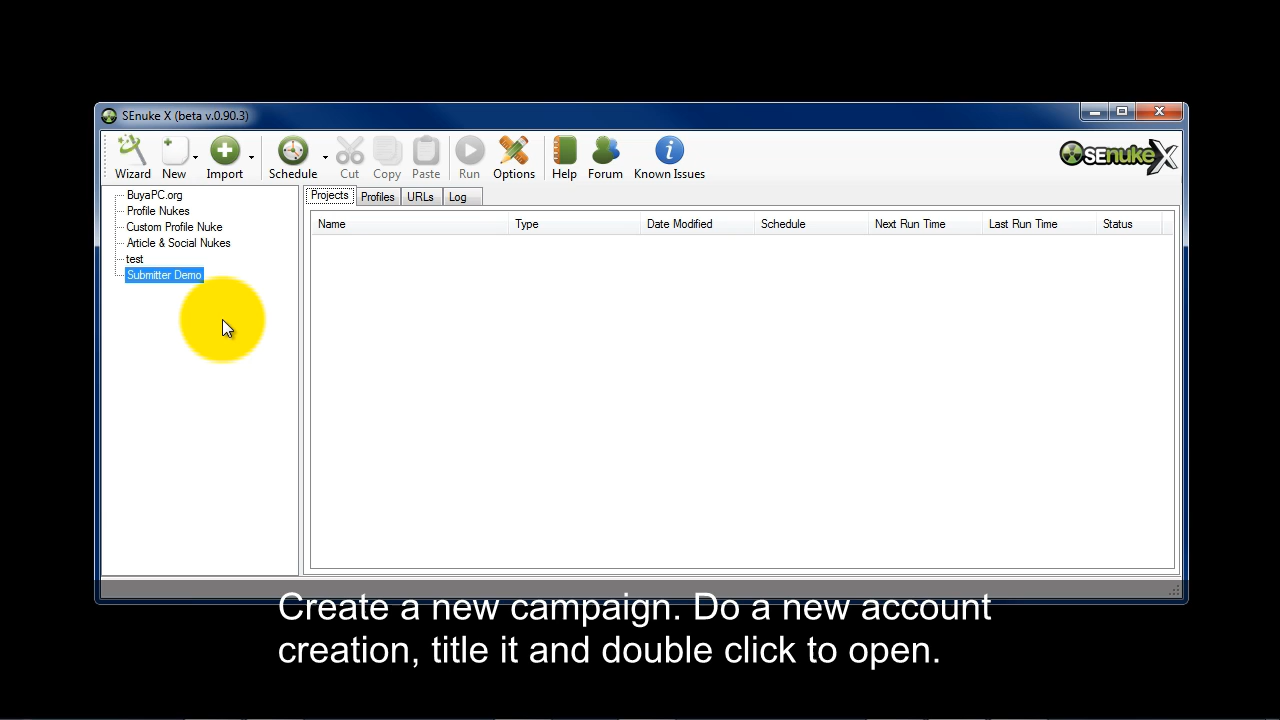 SEnuke X (beta v.0.90.3)
Wizard New Import Schedule Cut Copy Paste Run Options Help Forum Known Issues
SEnukeX
BuyaPC.org
Profile Nukes
Custom Profile Nuke
Article & Social Nukes
test
Submitter Demo
Projects Profiles URLs Log
Name Type Date Modified Schedule Next Run Time Last Run Time Status
Create a new campaign. Do a new account
creation, title it and double click to open.